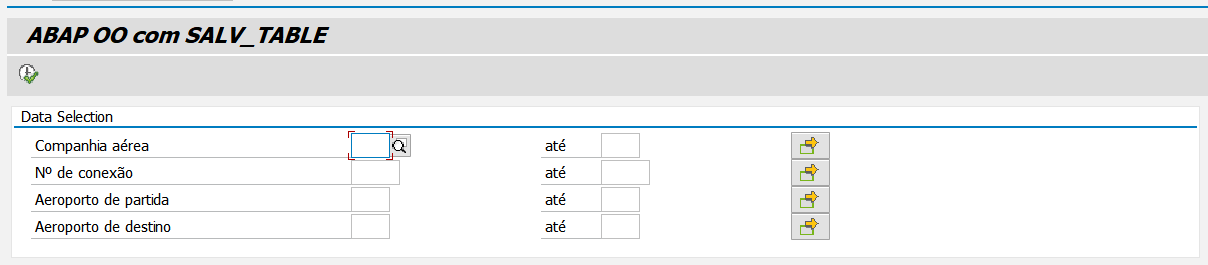 ABAP OO com SALV_TABLE
Data Selection
Companhia aérea até
Nº de conexão até
Aeroporto de partida até
Aeroporto de destino até